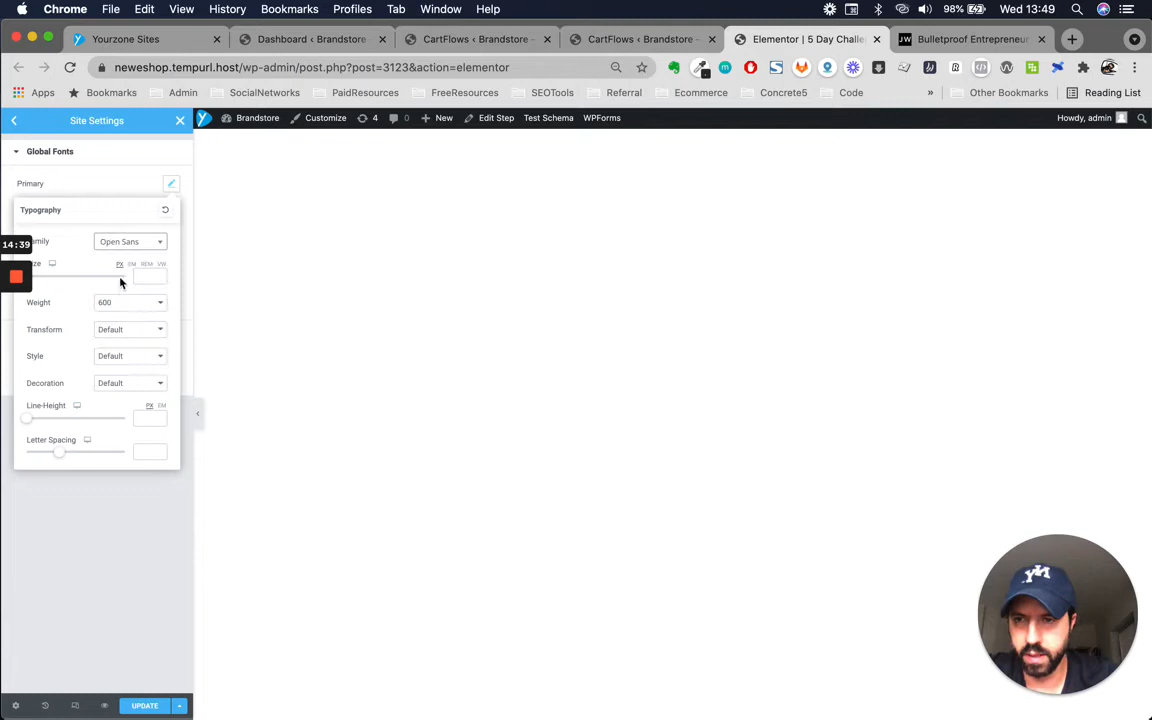 Chrome File Edit View History Bookmarks Profiles Tab Window Help 98% Wed 13:49
Yourzone Sites Dashboard ‹ Brandstore CartFlows ‹ Brandstore – CartFlows ‹ Brandstore – Elementor | 5 Day Challe Bulletproof Entrepreneur
neweshop.tempurl.host/wp-admin/post.php?post=3123&action=elementor
Apps Bookmarks Admin SocialNetworks PaidResources FreeResources SEOTools Referral Ecommerce Concrete5 Code » Other Bookmarks Reading List
Site Settings Brandstore Customize 4 0 New Edit Step Test Schema WPForms Howdy, admin
Global Fonts
Primary
Typography
Family Open Sans
14:39
Size PX EM REM VW
Weight 600
Transform Default
Style Default
Decoration Default
Line-Height PX EM
Letter Spacing
UPDATE